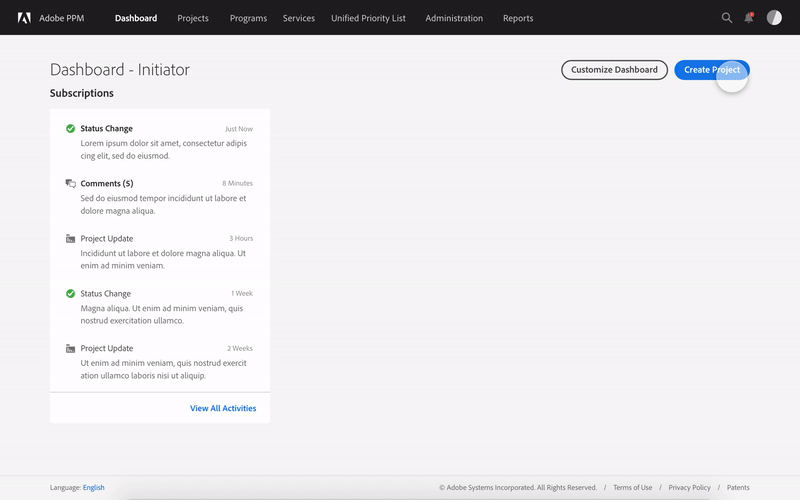 Adobe PPM Dashboard Projects Programs Services Unified Priority List Administration Reports
Dashboard - Initiator
Customize Dashboard Create Project
Subscriptions
Status Change Just Now
Lorem ipsum dolor sit amet, consectetur adipis
cing elit, sed do eiusmod.
Comments (5) 8 Minutes
Sed do eiusmod tempor incididunt ut labore et
dolore magna aliqua.
Project Update 3 Hours
Incididunt ut labore et dolore magna aliqua. Ut
enim ad minim veniam.
Status Change 1 Week
Magna aliqua. Ut enim ad minim veniam, quis
nostrud exercitation ullamco.
Project Update 2 Weeks
Ut enim ad minim veniam, quis nostrud exercit
ation ullamco laboris nisi ut aliquip.
View All Activities
Language: English © Adobe Systems Incorporated. All Rights Reserved. / Terms of Use / Privacy Policy / Patents